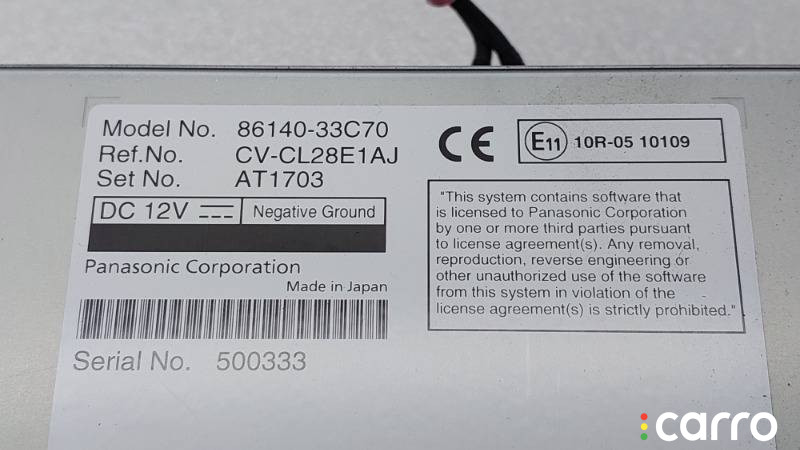 Model No. 86140-33C70
Ref.No. CV-CL28E1AJ
Set No. AT1703
DC 12V Negative Ground
Panasonic Corporation
Made in Japan
Serial No. 500333
CE
E11 10R-05 10109
"This system contains software that
is licensed to Panasonic Corporation
by one or more third parties pursuant
to license agreement(s). Any removal,
reproduction, reverse engineering or
other unauthorized use of the software
from this system in violation of the
license agreement(s) is strictly prohibited."
carro